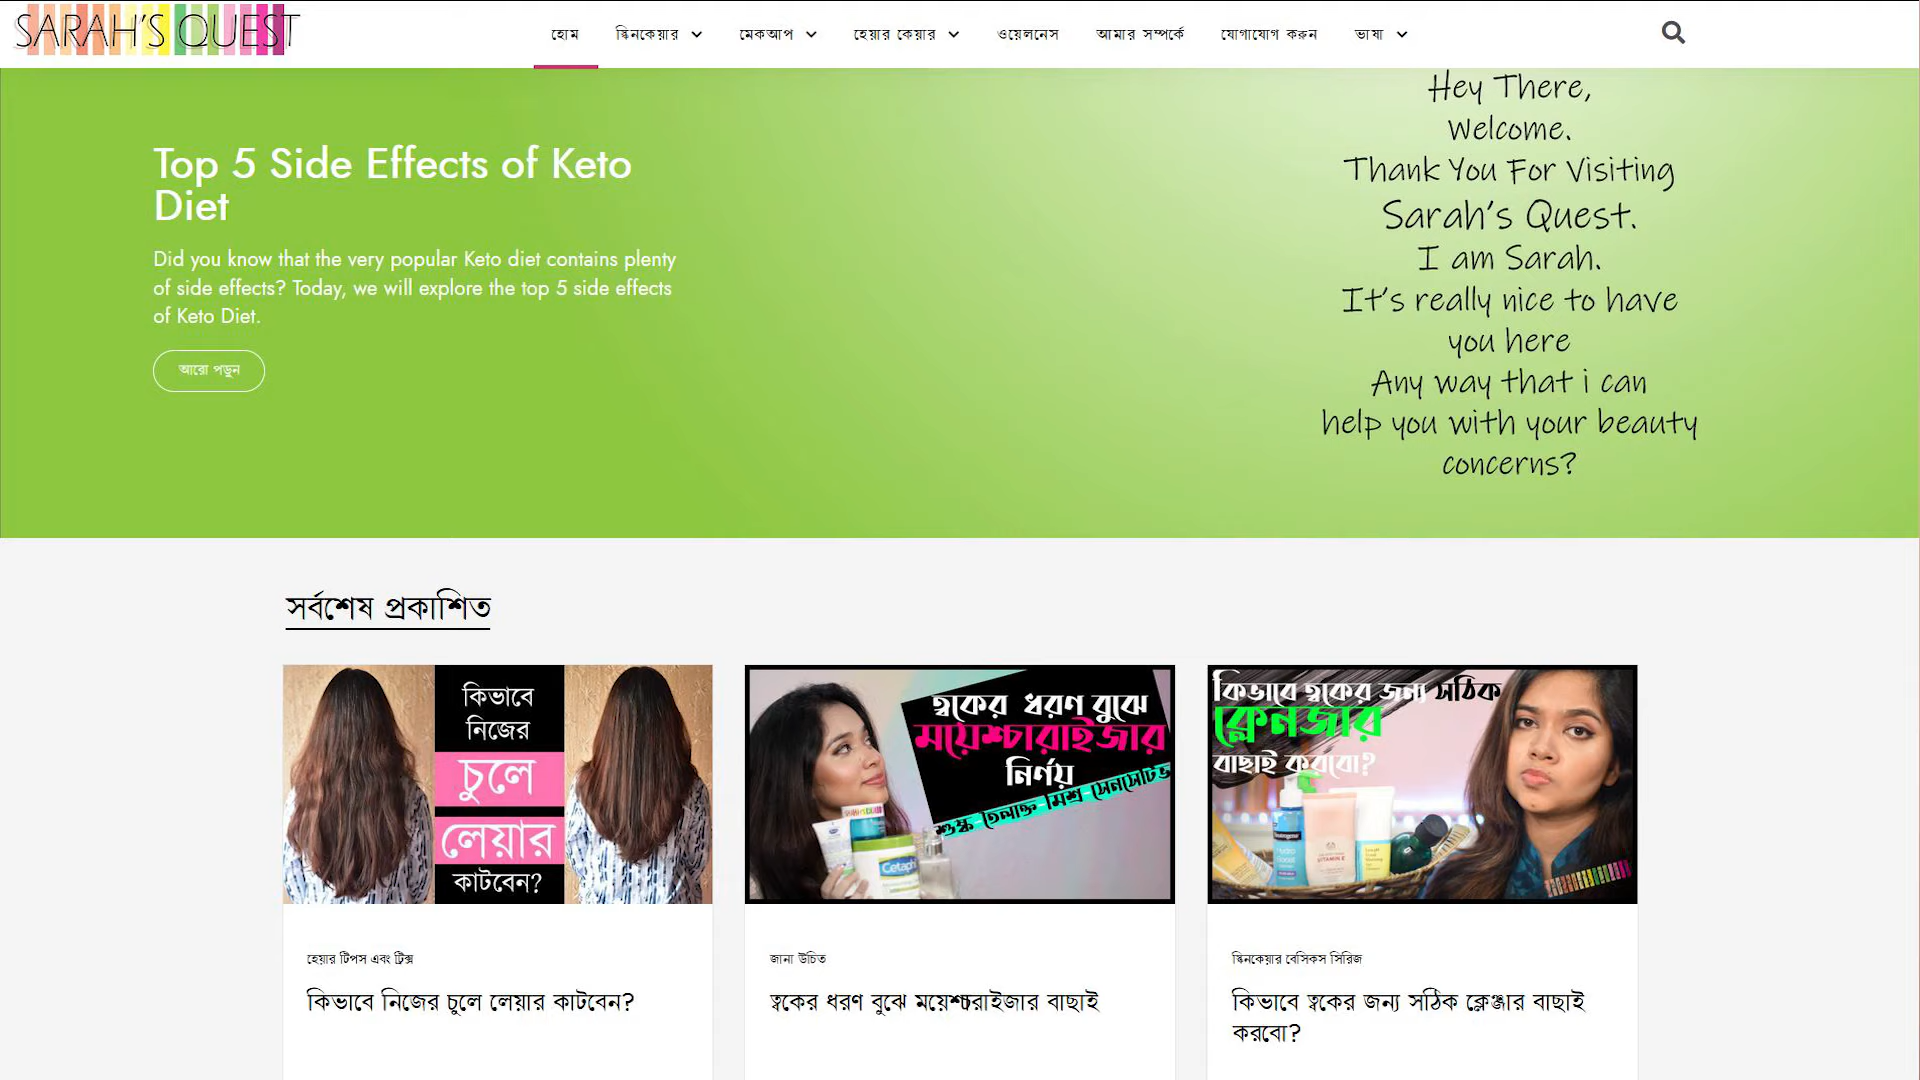 SARAH'S QUEST
হোম স্কিনকেয়ার মেকআপ হেয়ার কেয়ার ওয়েলনেস আমার সম্পর্কে যোগাযোগ করুন ভাষা
Top 5 Side Effects of Keto
Diet
Did you know that the very popular Keto diet contains plenty
of side effects? Today, we will explore the top 5 side effects
of Keto Diet.
আরো পড়ুন
Hey There,
Welcome.
Thank You For Visiting
Sarah's Quest.
I am Sarah.
It's really nice to have
you here
Any way that i can
help you with your beauty
concerns?
সর্বশেষ প্রকাশিত
কিভাবে
নিজের
চুলে
লেয়ার
কাটবেন?
হেয়ার টিপস এবং ট্রিক্স
কিভাবে নিজের চুলে লেয়ার কাটবেন?
ত্বকের ধরণ বুঝে
ময়েশ্চারাইজার
নির্ণয়
শুষ্ক-তৈলাক্ত-মিশ্র-সেনসেটিভ
Cetaph
জানা উচিত
ত্বকের ধরণ বুঝে ময়েশ্চারাইজার বাছাই
কিভাবে ত্বকের জন্য সঠিক
ক্লেনজার
বাছাই করবো?
Neutrogena
VITAMIN E
স্কিনকেয়ার বেসিকস সিরিজ
কিভাবে ত্বকের জন্য সঠিক ক্লেঞ্জার বাছাই
করবো?